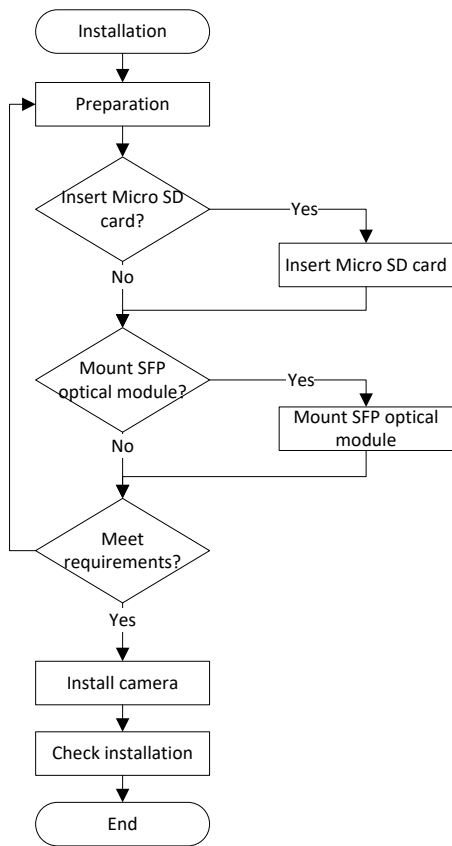 Installation
Preparation
Insert Micro SD
card?
Yes
Insert Micro SD card
No
Mount SFP
optical module?
Yes
Mount SFP optical
module
No
Meet
requirements?
Yes
Install camera
Check installation
End